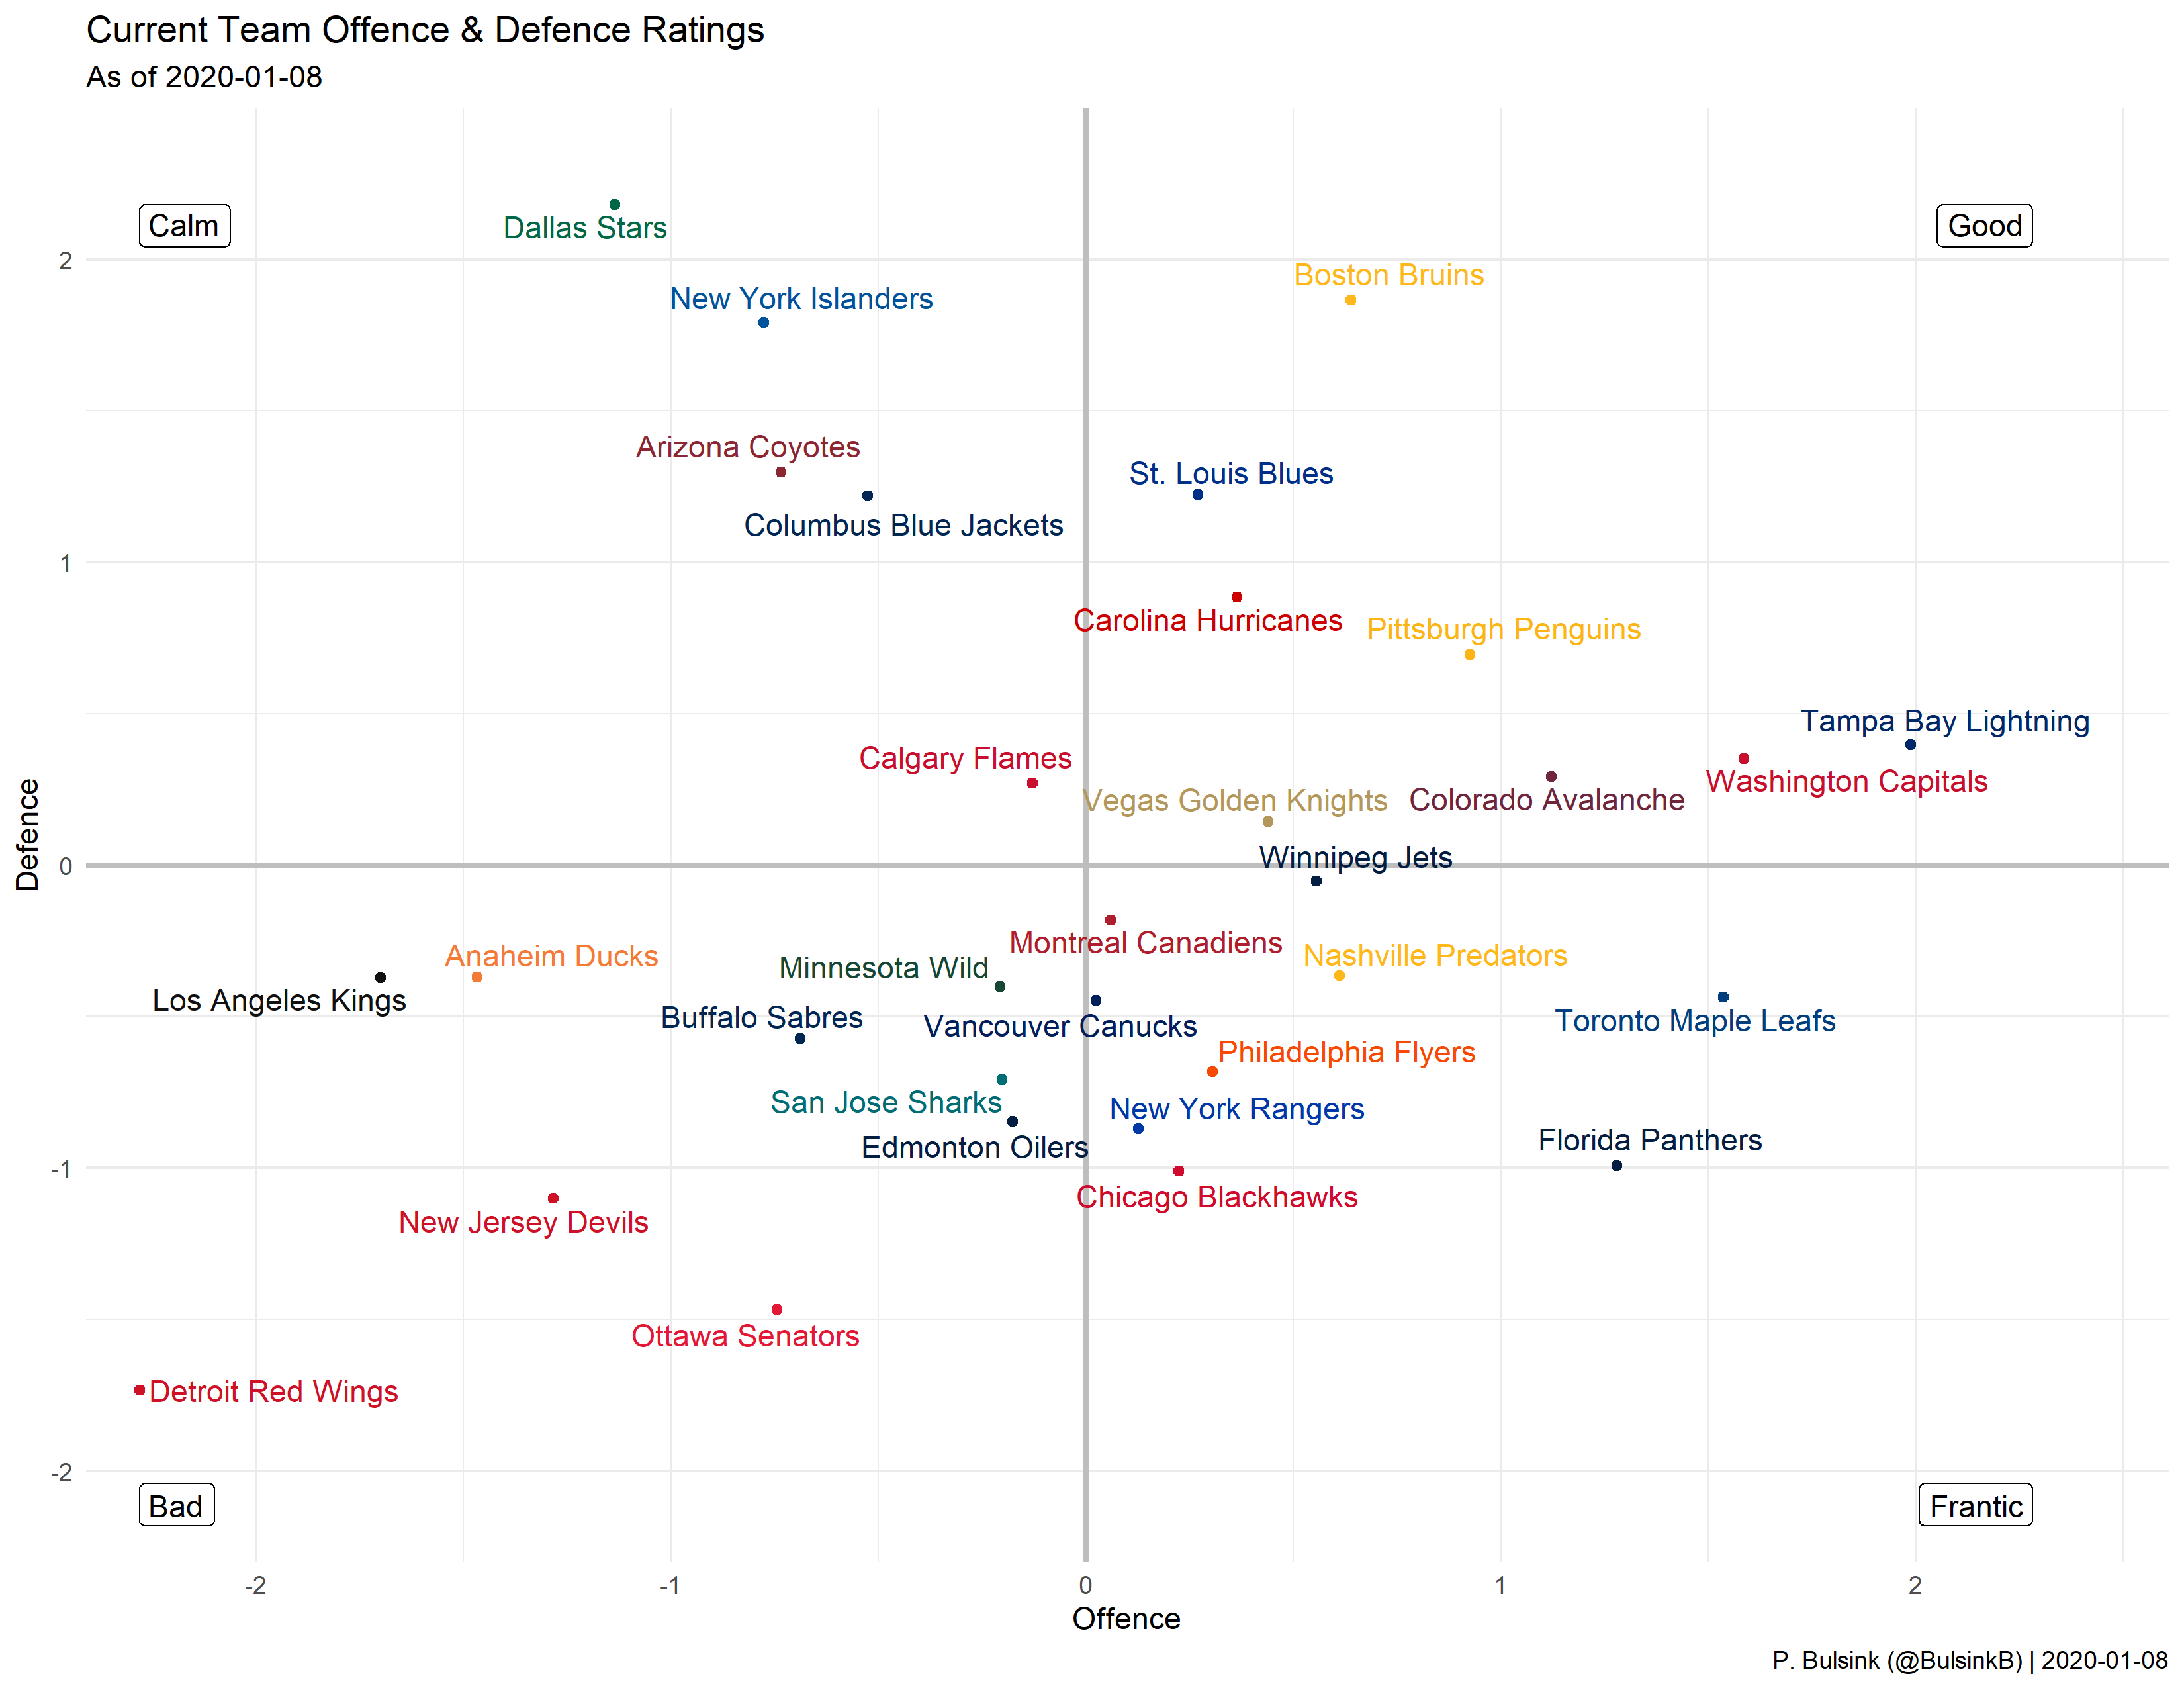 Current Team Offence & Defence Ratings
As of 2020-01-08
Calm
Good
Dallas Stars
2
Boston Bruins
New York Islanders
Arizona Coyotes
St. Louis Blues
Columbus Blue Jackets
1
Carolina Hurricanes
Pittsburgh Penguins
Tampa Bay Lightning
Calgary Flames
Washington Capitals
Vegas Golden Knights
Colorado Avalanche
Defence
Winnipeg Jets
0
Montreal Canadiens
Anaheim Ducks
Nashville Predators
Minnesota Wild
Los Angeles Kings
Buffalo Sabres
Vancouver Canucks
Toronto Maple Leafs
Philadelphia Flyers
San Jose Sharks
New York Rangers
Edmonton Oilers
Florida Panthers
-1
Chicago Blackhawks
New Jersey Devils
Ottawa Senators
Detroit Red Wings
-2
Bad
Frantic
-2
-1
0
1
2
Offence
P. Bulsink (@BulsinkB) | 2020-01-08